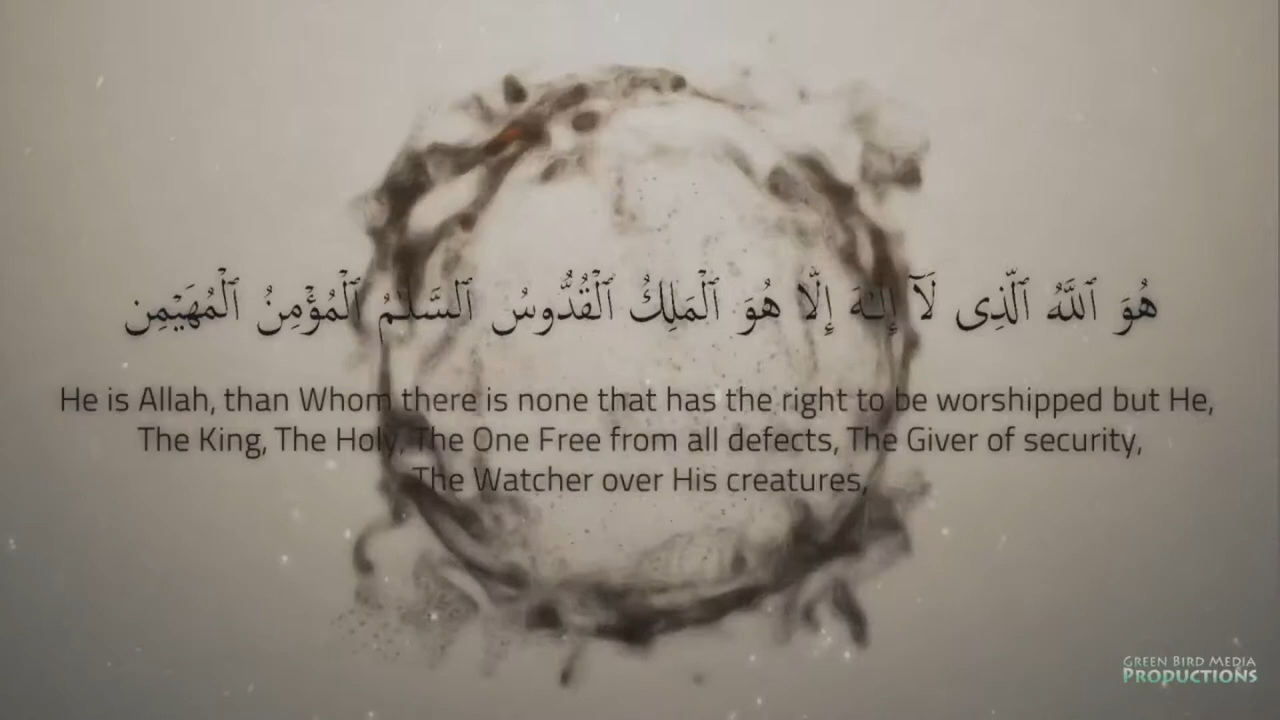 هُوَ ٱللَّهُ ٱلَّذِى لَآ إِلَـٰهَ إِلَّا هُوَ ٱلْمَلِكُ ٱلْقُدُّوسُ ٱلسَّلَـٰمُ ٱلْمُؤْمِنُ ٱلْمُهَيْمِن
He is Allah, than Whom there is none that has the right to be worshipped but He,
The King, The Holy, The One Free from all defects, The Giver of security,
The Watcher over His creatures,
GREEN BIRD MEDIA
PRODUCTIONS